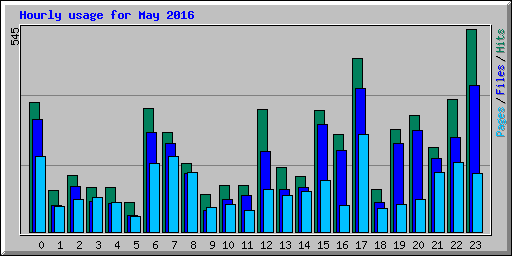 Hourly usage for May 2016
545
Pages / Files / Hits
0 1 2 3 4 5 6 7 8 9 10 11 12 13 14 15 16 17 18 19 20 21 22 23